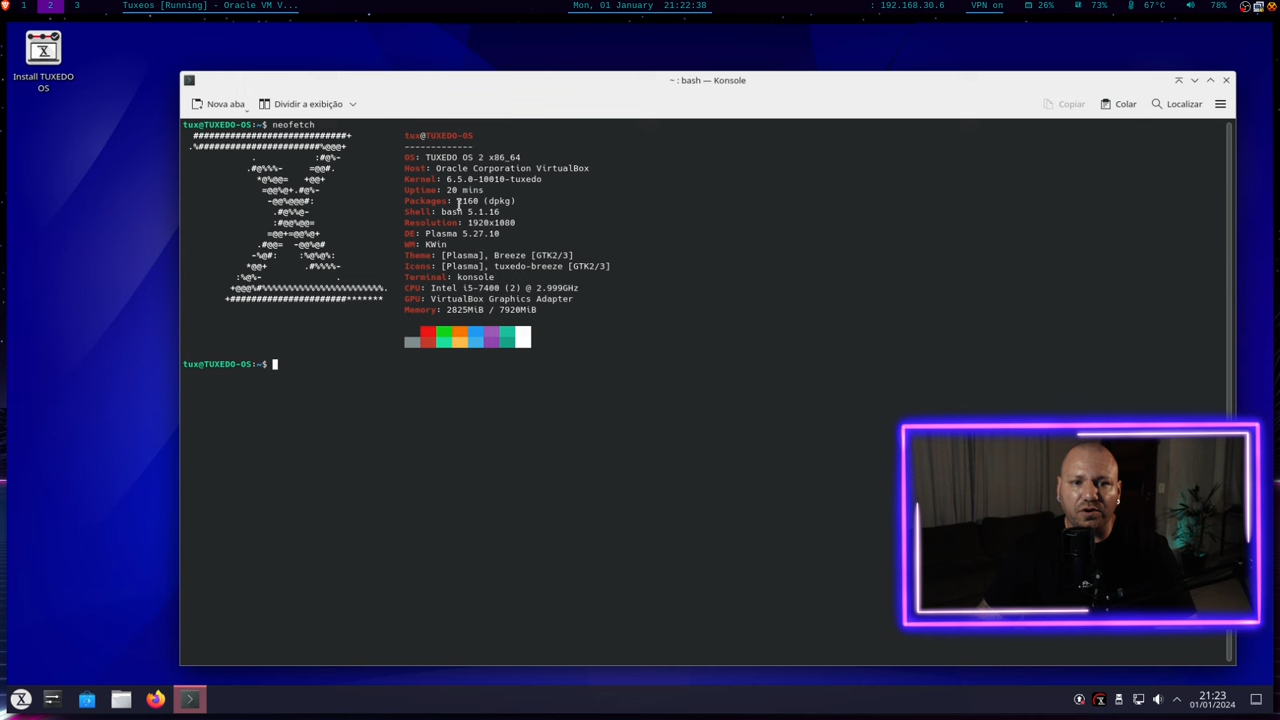 1 2 3 Tuxeos [Running] - Oracle VM V... Mon, 01 January 21:22:38 : 192.168.30.6 VPN on 26% 73% 67°C 78%
Install TUXEDO
OS
~ : bash — Konsole
Nova aba Dividir a exibição Copiar Colar Localizar
tux@TUXEDO-OS:~$ neofetch
tux@TUXEDO-OS
-------------
OS: TUXEDO OS 2 x86_64
Host: Oracle Corporation VirtualBox
Kernel: 6.5.0-10010-tuxedo
Uptime: 20 mins
Packages: 2160 (dpkg)
Shell: bash 5.1.16
Resolution: 1920x1080
DE: Plasma 5.27.10
WM: KWin
Theme: [Plasma], Breeze [GTK2/3]
Icons: [Plasma], tuxedo-breeze [GTK2/3]
Terminal: konsole
CPU: Intel i5-7400 (2) @ 2.999GHz
GPU: VirtualBox Graphics Adapter
Memory: 2825MiB / 7920MiB
tux@TUXEDO-OS:~$
21:23
01/01/2024